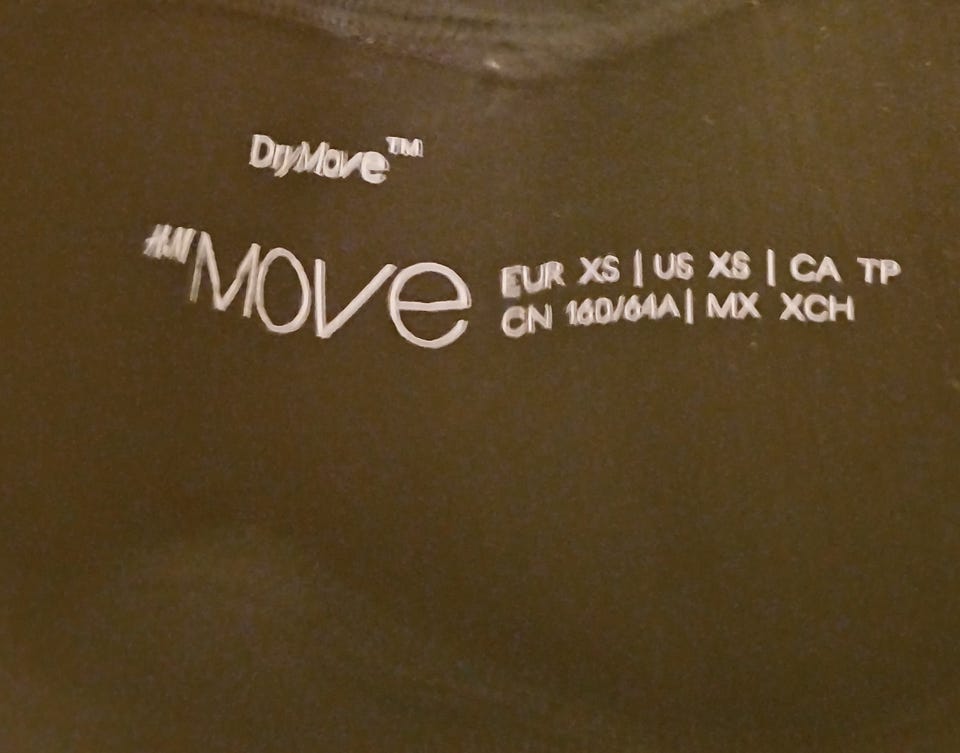 DryMove™
H&M MOVE
EUR XS | US XS | CA TP
CN 160/64A | MX XCH